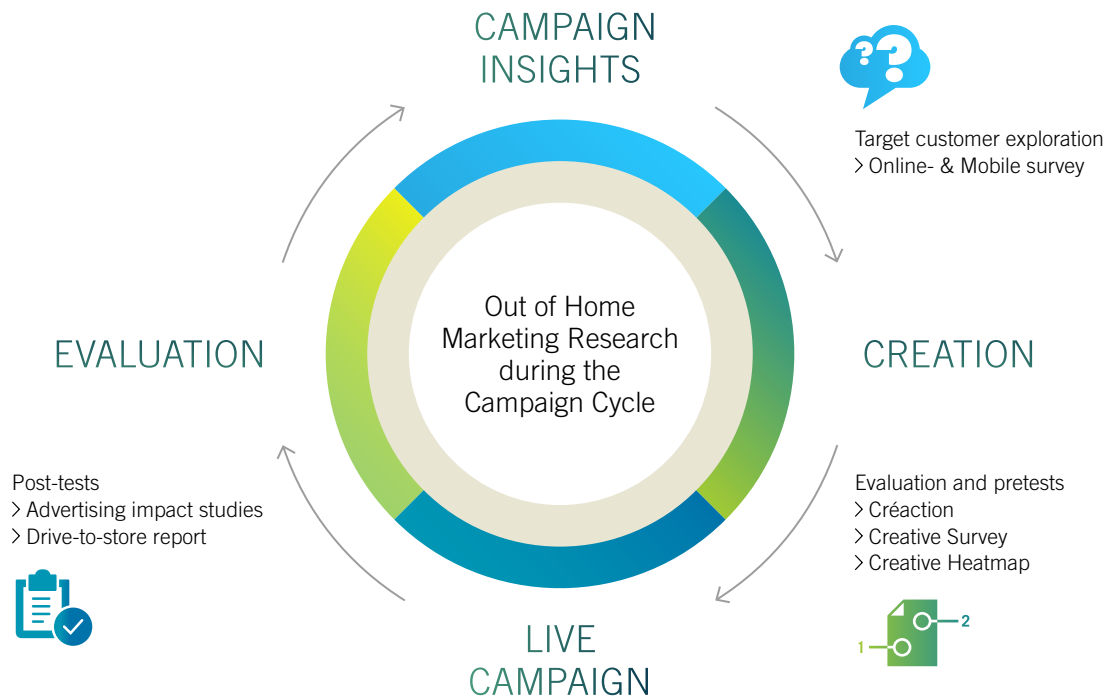 CAMPAIGN
INSIGHTS
Target customer exploration
> Online- & Mobile survey
Out of Home
Marketing Research
during the
Campaign Cycle
EVALUATION
CREATION
Post-tests
> Advertising impact studies
> Drive-to-store report
Evaluation and pretests
> Créaction
> Creative Survey
> Creative Heatmap
??
1
2
LIVE
CAMPAIGN